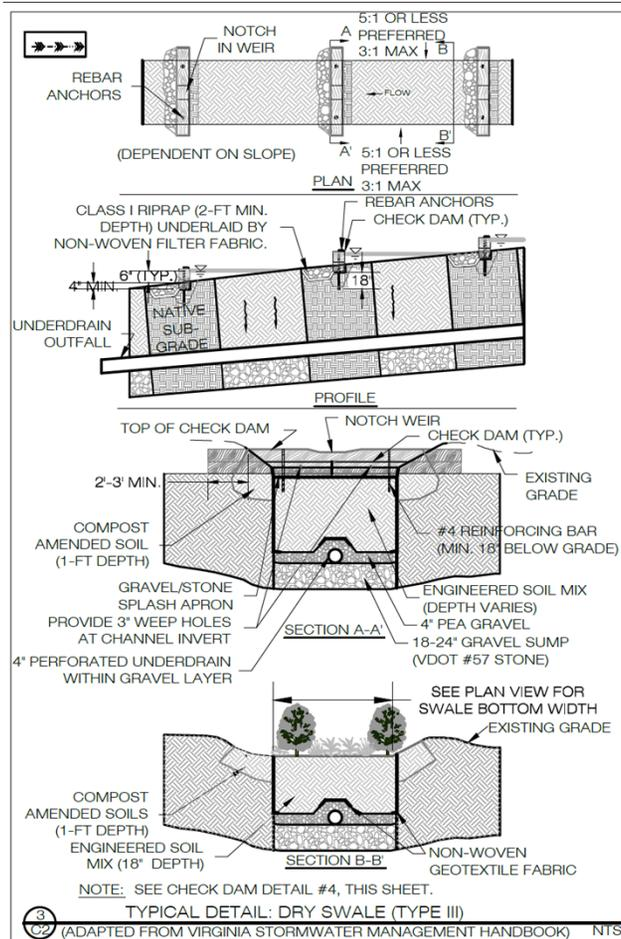 5:1 OR LESS
PREFERRED
3:1 MAX
NOTCH
IN WEIR
A
B
REBAR
ANCHORS
FLOW
(DEPENDENT ON SLOPE)
A'
B'
5:1 OR LESS
PREFERRED
3:1 MAX
PLAN
CLASS I RIPRAP (2-FT MIN.
DEPTH) UNDERLAID BY
NON-WOVEN FILTER FABRIC.
REBAR ANCHORS
CHECK DAM (TYP.)
6" (TYP.)
4" MIN.
18"
NATIVE
SUB-
GRADE
UNDERDRAIN
OUTFALL
PROFILE
TOP OF CHECK DAM
NOTCH WEIR
CHECK DAM (TYP.)
2'-3' MIN.
EXISTING
GRADE
COMPOST
AMENDED SOIL
(1-FT DEPTH)
#4 REINFORCING BAR
(MIN. 18" BELOW GRADE)
GRAVEL/STONE
SPLASH APRON
PROVIDE 3" WEEP HOLES
AT CHANNEL INVERT
ENGINEERED SOIL MIX
(DEPTH VARIES)
4" PEA GRAVEL
SECTION A-A'
18-24" GRAVEL SUMP
(VDOT #57 STONE)
4" PERFORATED UNDERDRAIN
WITHIN GRAVEL LAYER
SEE PLAN VIEW FOR
SWALE BOTTOM WIDTH
EXISTING GRADE
COMPOST
AMENDED SOILS
(1-FT DEPTH)
ENGINEERED SOIL
MIX (18" DEPTH)
SECTION B-B'
NON-WOVEN
GEOTEXTILE FABRIC
NOTE: SEE CHECK DAM DETAIL #4, THIS SHEET.
3
C2
TYPICAL DETAIL: DRY SWALE (TYPE III)
(ADAPTED FROM VIRGINIA STORMWATER MANAGEMENT HANDBOOK) NTS